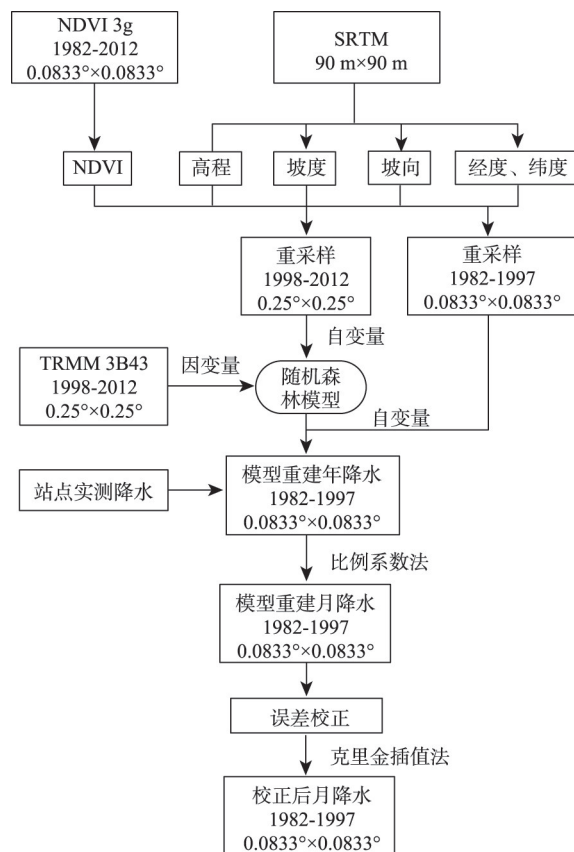 NDVI 3g
1982-2012
0.0833°×0.0833°
SRTM
90 m×90 m
NDVI
高程
坡度
坡向
经度、纬度
重采样
1998-2012
0.25°×0.25°
重采样
1982-1997
0.0833°×0.0833°
自变量
TRMM 3B43
1998-2012
0.25°×0.25°
因变量
随机森
林模型
自变量
站点实测降水
模型重建年降水
1982-1997
0.0833°×0.0833°
比例系数法
模型重建月降水
1982-1997
0.0833°×0.0833°
误差校正
克里金插值法
校正后月降水
1982-1997
0.0833°×0.0833°